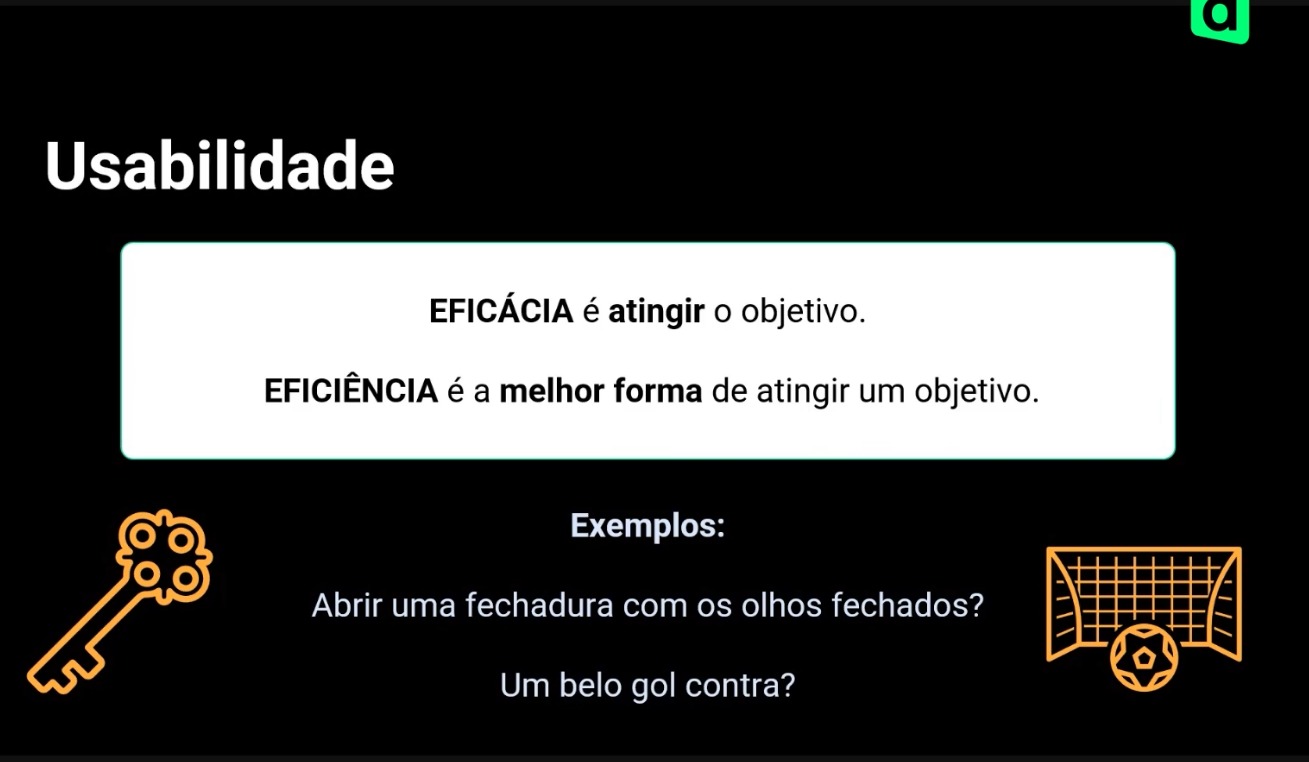 Usabilidade
EFICÁCIA é atingir o objetivo.
EFICIÊNCIA é a melhor forma de atingir um objetivo.
Exemplos:
Abrir uma fechadura com os olhos fechados?
Um belo gol contra?